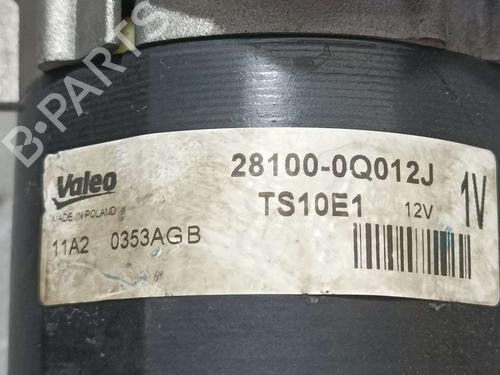 B-PARTS
Valeo
MADE IN POLAND
11A2 0353AGB
28100-0Q012J
TS10E1 12V
1V